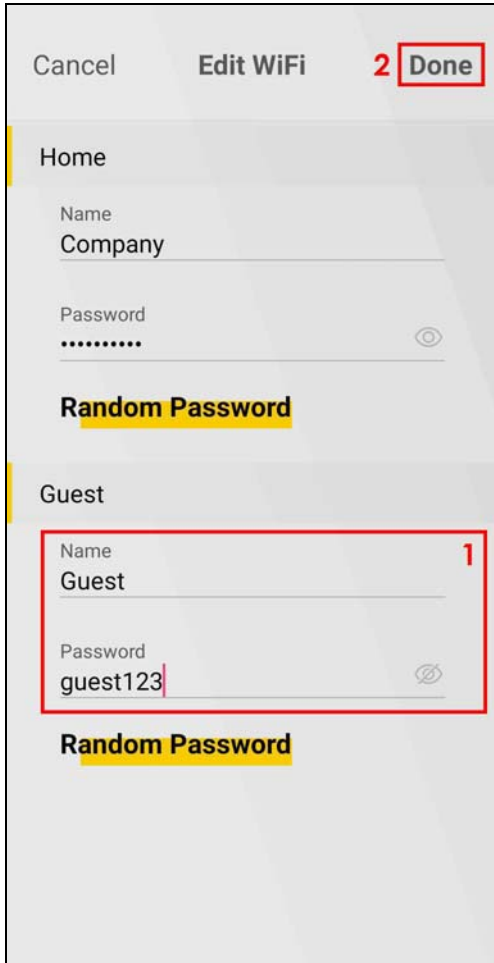 Cancel Edit WiFi 2 Done
Home
Name
Company
Password
••••••••••
Random Password
Guest
Name 1
Guest
Password
guest123
Random Password